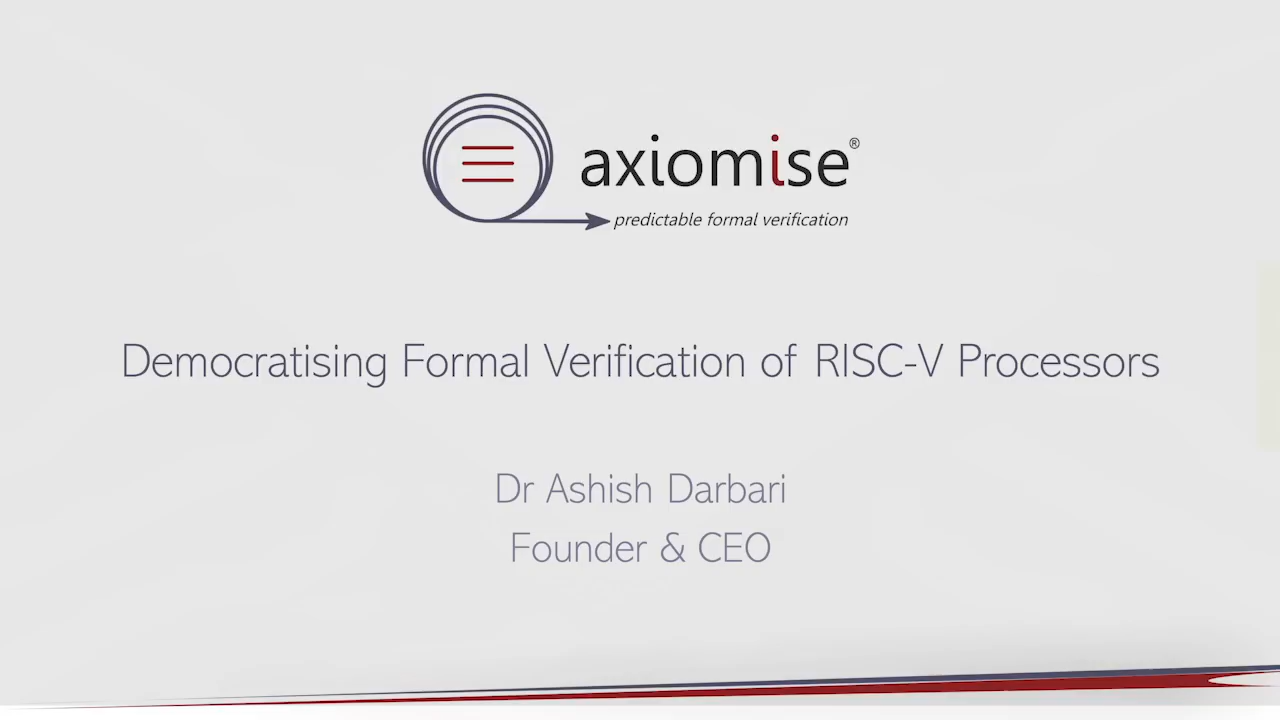 axiomise®
predictable formal verification
Democratising Formal Verification of RISC-V Processors
Dr Ashish Darbari
Founder & CEO